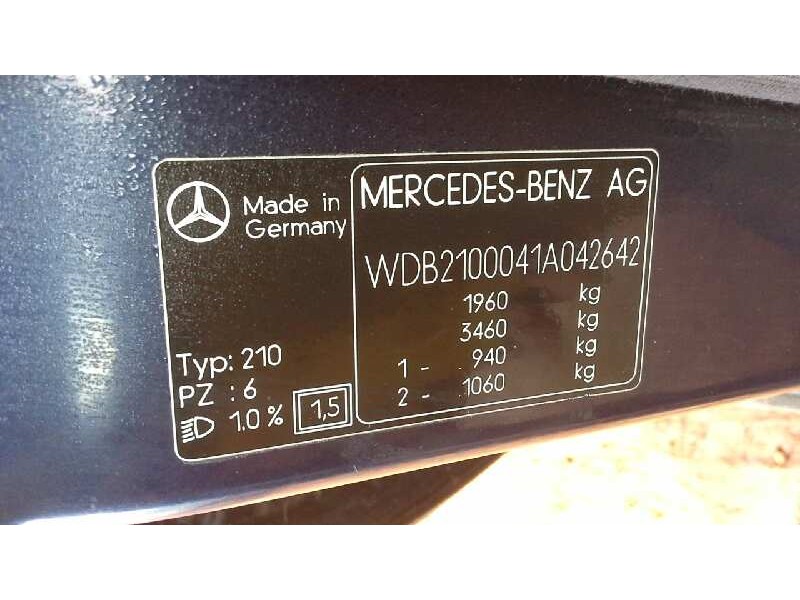 Made in
Germany
MERCEDES-BENZ AG
WDB2100041A042642
1960 kg
3460 kg
1 - 940 kg
2 - 1060 kg
Typ: 210
PZ : 6
1.0 % 1,5